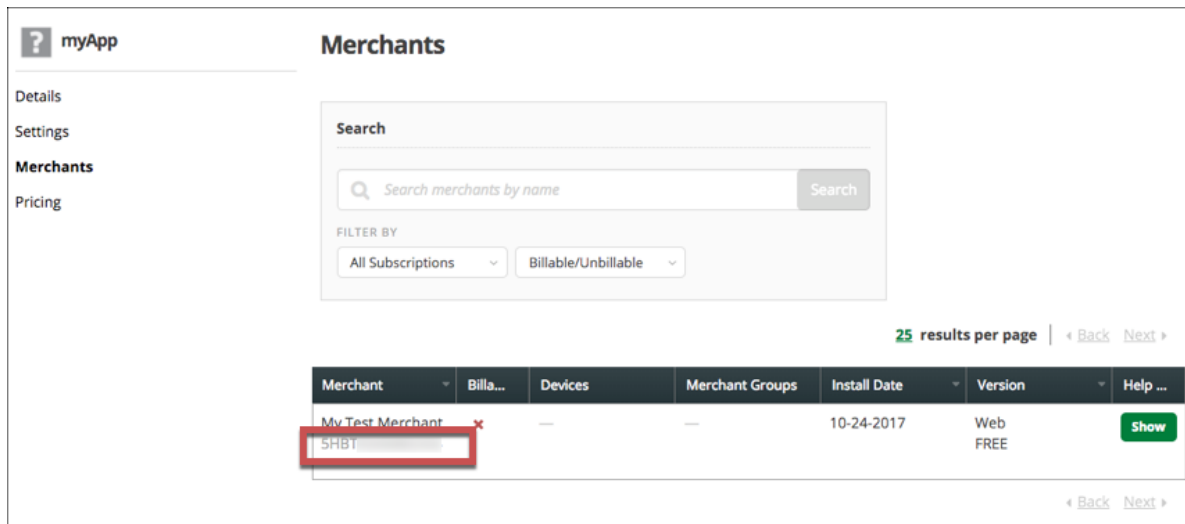 ? myApp
Merchants
Details
Settings
Merchants
Pricing
Search
Search merchants by name
Search
FILTER BY
All Subscriptions
Billable/Unbillable
25 results per page
Back Next
Merchant Billa... Devices Merchant Groups Install Date Version Help ...
My Test Merchant × — — 10-24-2017 Web Show
5HBT FREE
Back Next